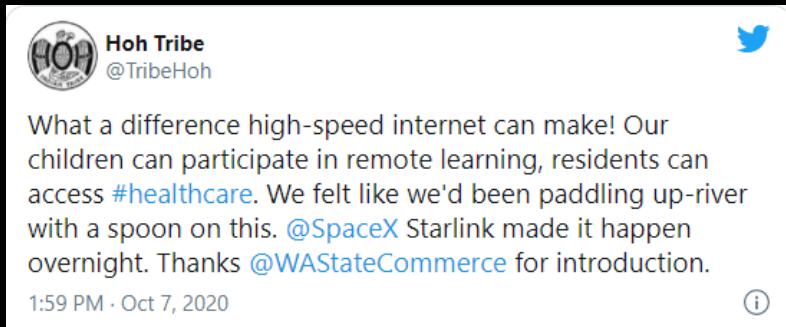 Hoh Tribe
@TribeHoh
What a difference high-speed internet can make! Our
children can participate in remote learning, residents can
access #healthcare. We felt like we'd been paddling up-river
with a spoon on this. @SpaceX Starlink made it happen
overnight. Thanks @WAStateCommerce for introduction.
1:59 PM · Oct 7, 2020